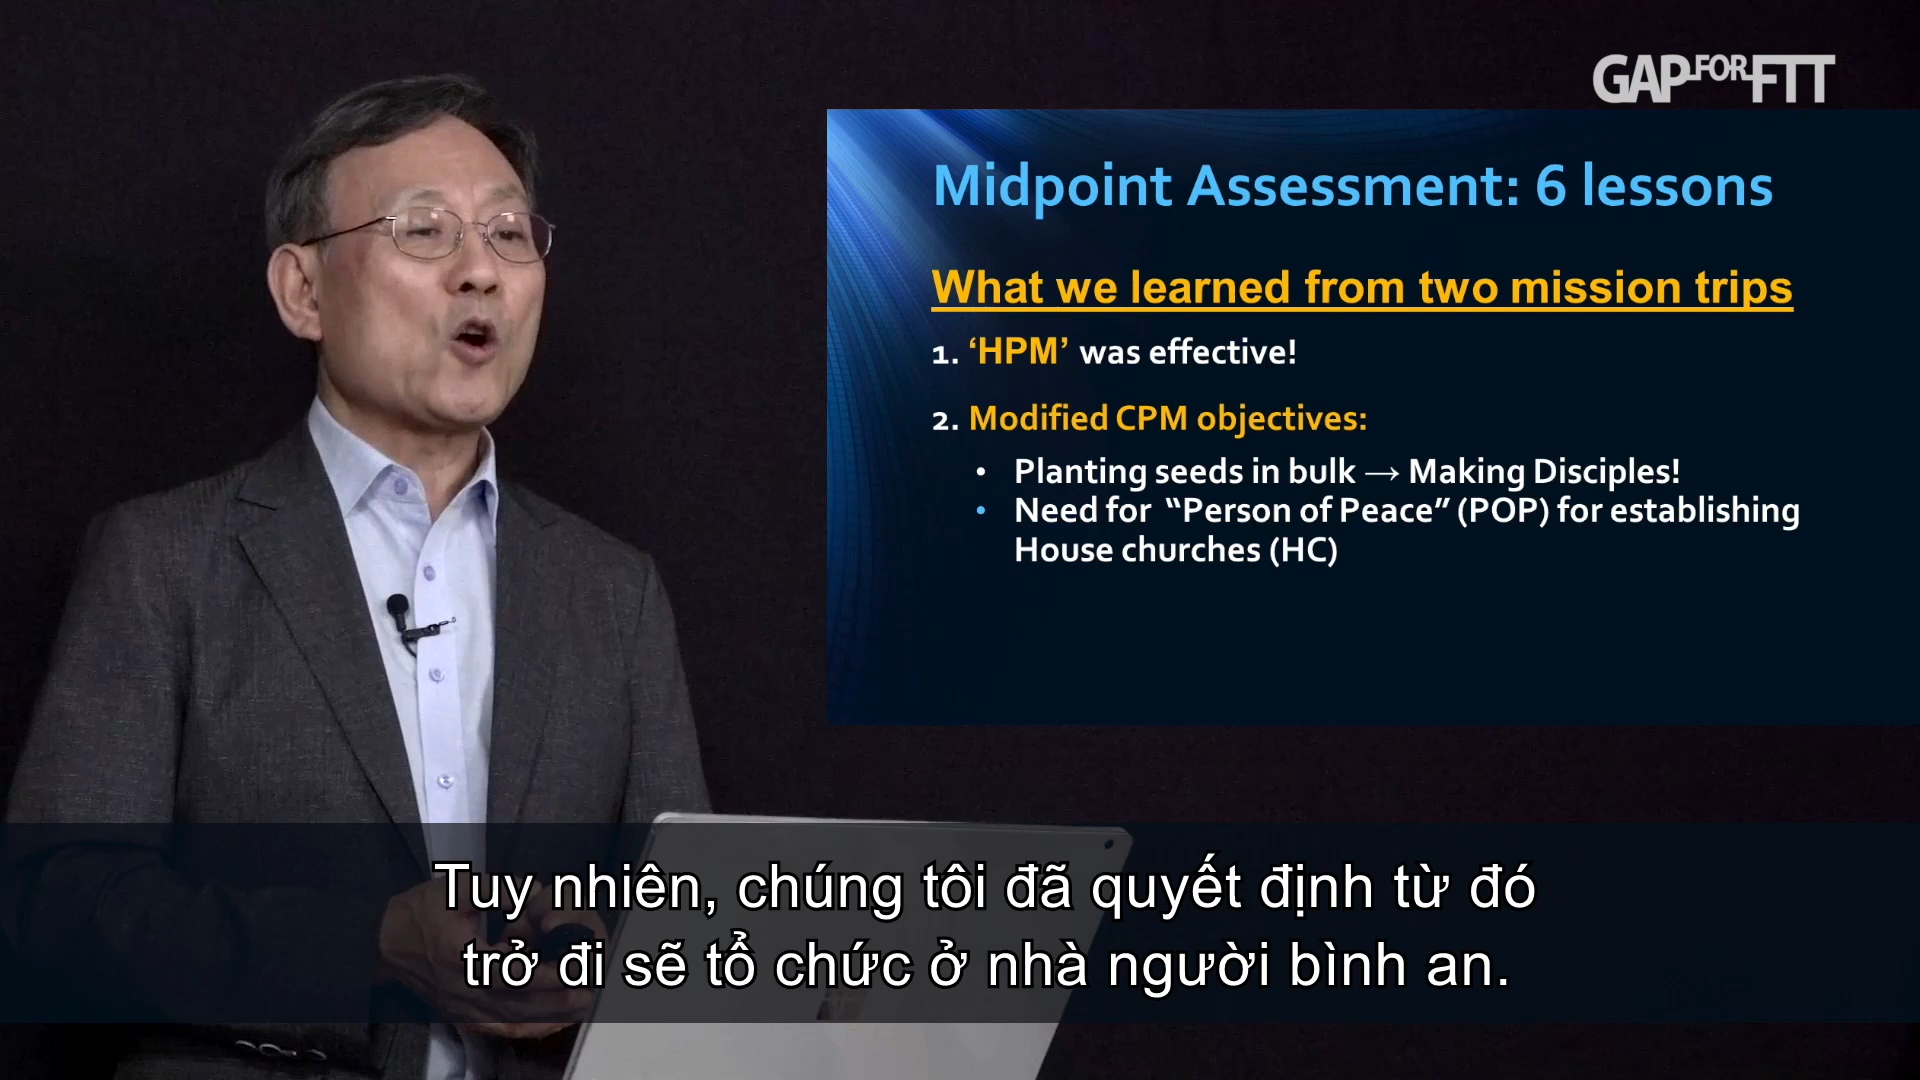 GAP FOR FTT
Midpoint Assessment: 6 lessons
What we learned from two mission trips
1. ‘HPM’ was effective!
2. Modified CPM objectives:
• Planting seeds in bulk → Making Disciples!
• Need for “Person of Peace” (POP) for establishing
House churches (HC)
Tuy nhiên, chúng tôi đã quyết định từ đó
trở đi sẽ tổ chức ở nhà người bình an.